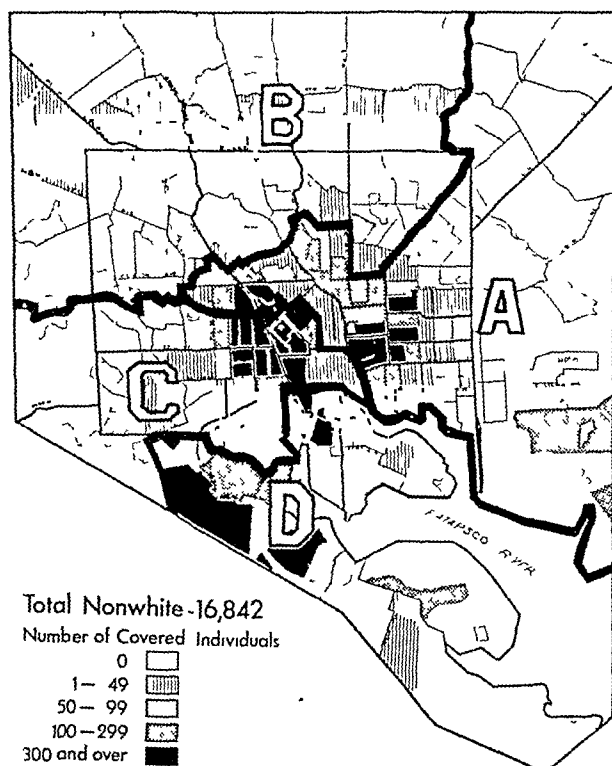 B
A
C
D
PATAPSCO RIVER
Total Nonwhite -16,842
Number of Covered Individuals
0
1 — 49
50 — 99
100 — 299
300 and over